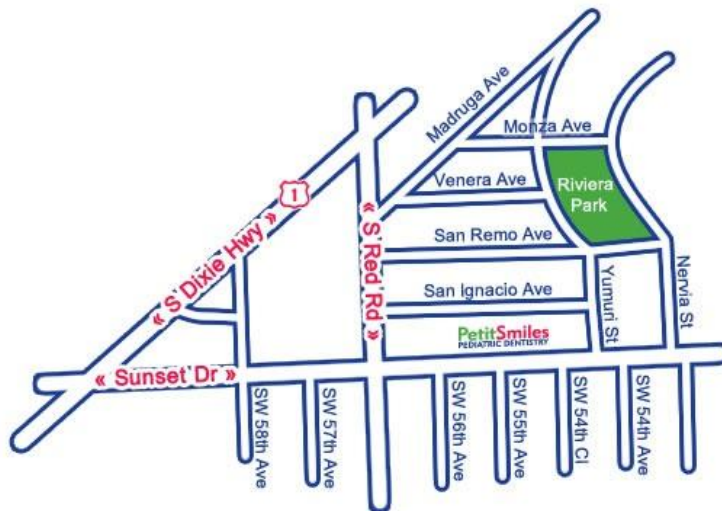 Madruga Ave
Monza Ave
1
Venera Ave
Riviera
Park
« S Dixie Hwy »
« S Red Rd »
San Remo Ave
San Ignacio Ave
Yumuri St
Nervia St
PetitSmiles
PEDIATRIC DENTISTRY
« Sunset Dr »
SW 58th Ave
SW 57th Ave
SW 56th Ave
SW 55th Ave
SW 54th Cl
SW 54th Ave